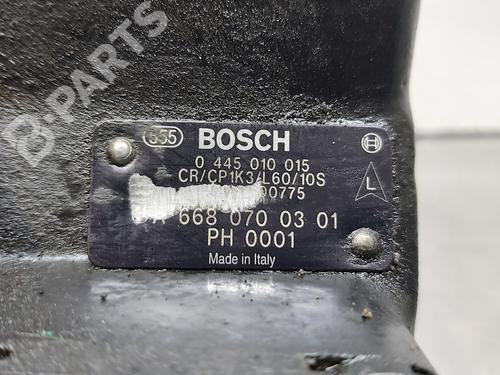 B-PARTS
855 BOSCH
0 445 010 015
CR/CP1K3/L60/10S
00775
L
A 668 070 03 01
PH 0001
Made in Italy